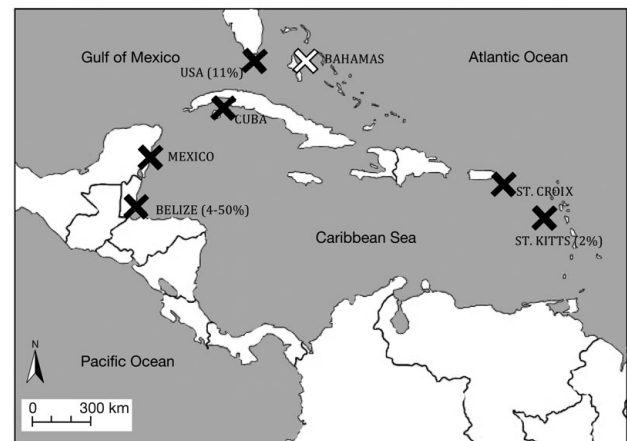 Gulf of Mexico
Atlantic Ocean
BAHAMAS
USA (11%)
CUBA
MEXICO
ST. CROIX
BELIZE (4-50%)
Caribbean Sea
ST. KITTS (2%)
N
Pacific Ocean
0 300 km